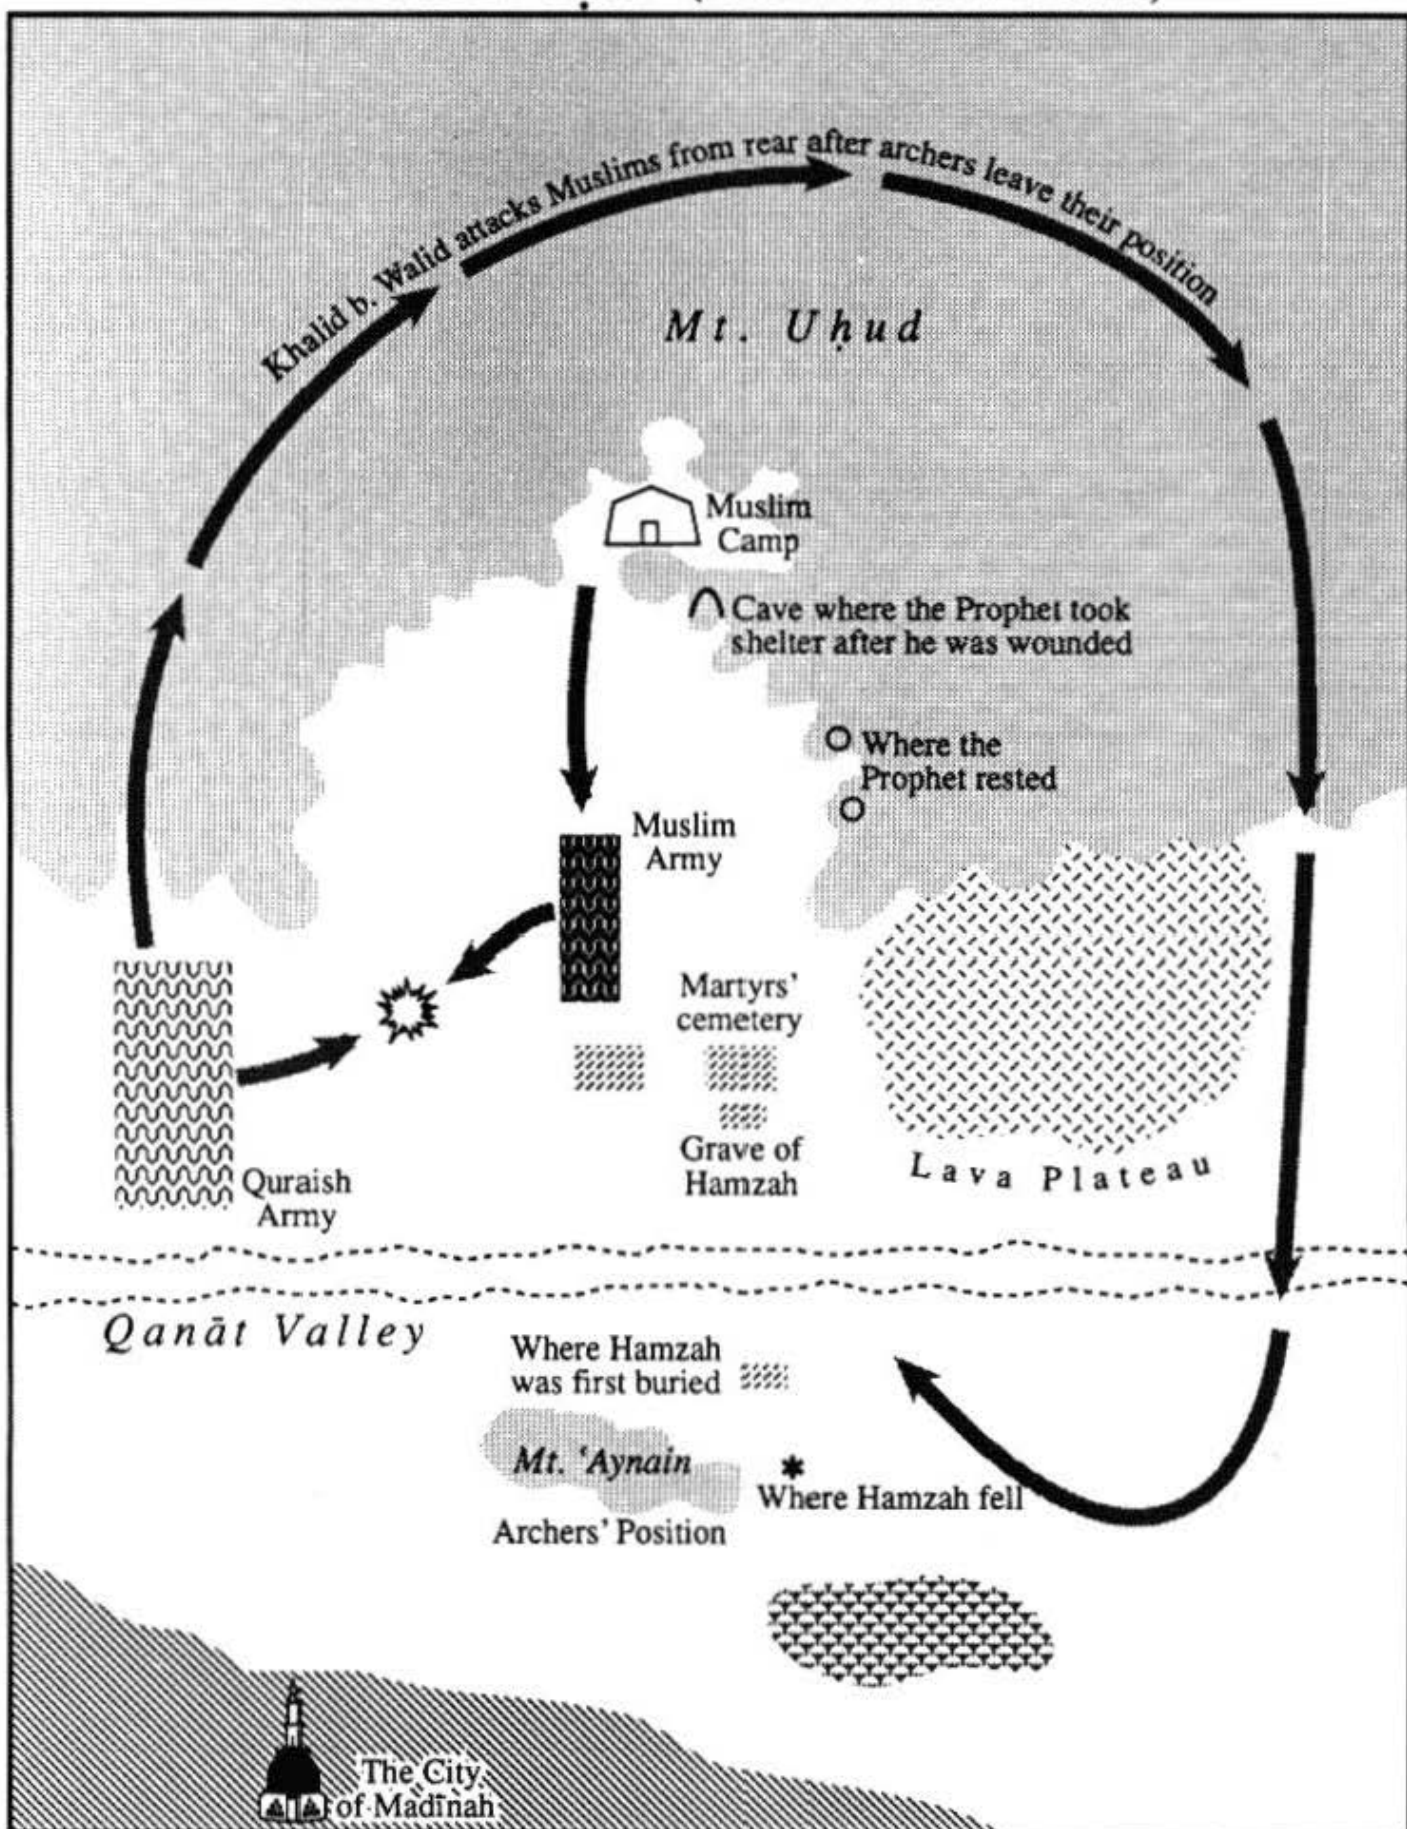 Khalid b. Walid attacks Muslims from rear after archers leave their position
Mt. Uḥud
Muslim
Camp
Cave where the Prophet took
shelter after he was wounded
Where the
Prophet rested
Muslim
Army
Martyrs'
cemetery
Grave of
Hamzah
Lava Plateau
Quraish
Army
Qanāt Valley
Where Hamzah
was first buried
Mt. ‘Aynain
Where Hamzah fell
Archers' Position
The City
of Madīnah